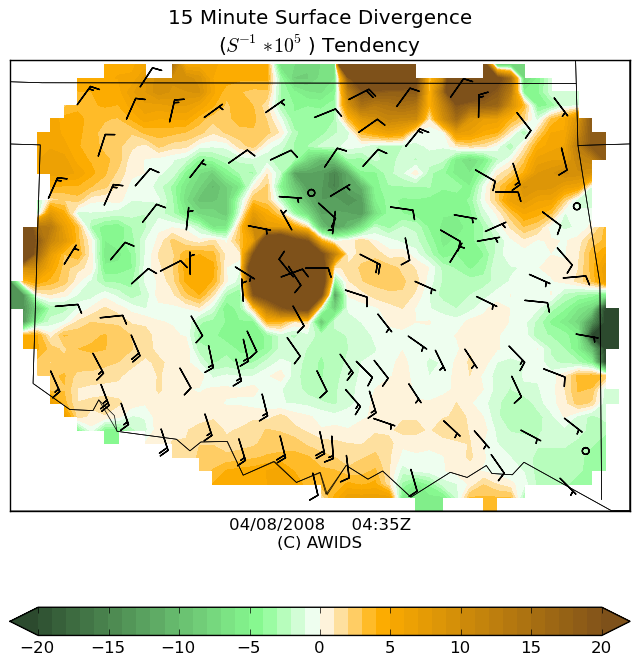 15 Minute Surface Divergence
(S⁻¹ * 10⁵ ) Tendency
04/08/2008 04:35Z
(C) AWIDS
−20 −15 −10 −5 0 5 10 15 20